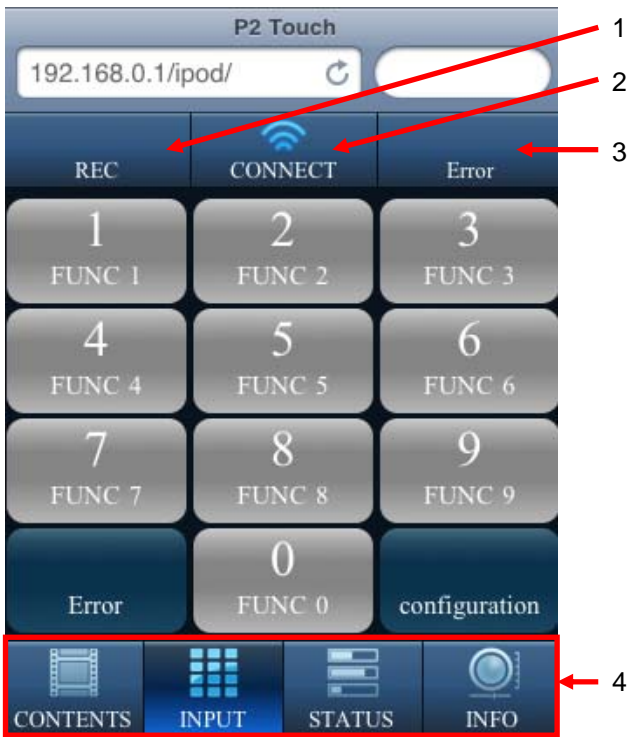 P2 Touch
1
192.168.0.1/ipod/
2
REC CONNECT Error
3
1 2 3
FUNC 1 FUNC 2 FUNC 3
4 5 6
FUNC 4 FUNC 5 FUNC 6
7 8 9
FUNC 7 FUNC 8 FUNC 9
0
Error FUNC 0 configuration
4
CONTENTS INPUT STATUS INFO